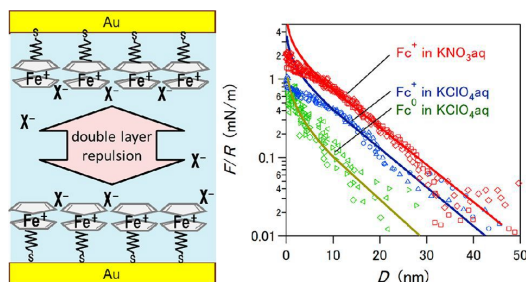 Au
S S S S
Fe⁺ Fe⁺ Fe⁺ Fe⁺
X⁻ X⁻ X⁻
X⁻
double layer
repulsion
X⁻
X⁻ X⁻ X⁻
Fe⁺ Fe⁺ Fe⁺ Fe⁺
S S S S
Au
F/R (mN/m)
Fc⁺ in KNO₃aq
Fc⁺ in KClO₄aq
Fc⁰ in KClO₄aq
4
2
1
6
4
2
0.1
6
4
2
0.01
0 10 20 30 40 50
D (nm)